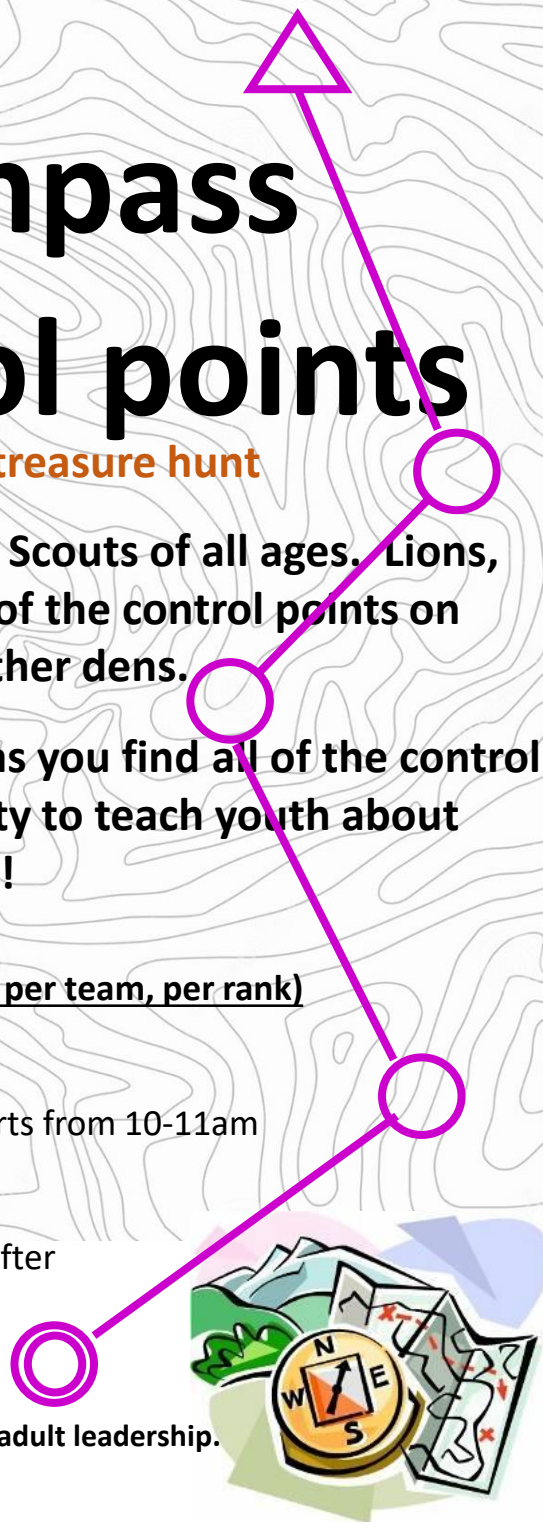 npass
ol points
treasure hunt
Scouts of all ages. Lions,
of the control points on
ther dens.
ns you find all of the control
ty to teach youth about
!
per team, per rank)
rts from 10-11am
fter
adult leadership.
N
E
W
S